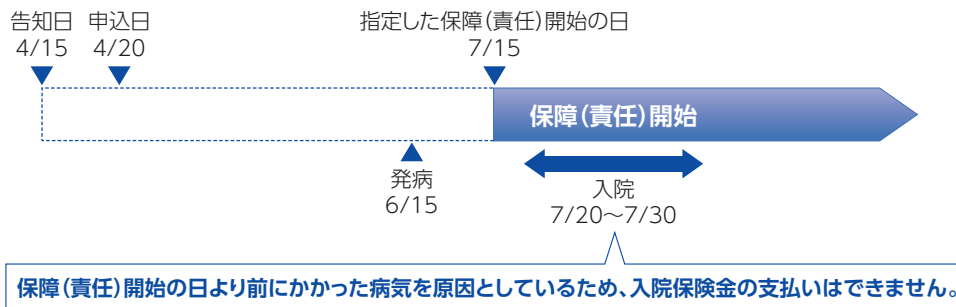 告知日 申込日 指定した保障(責任)開始の日
4/15 4/20 7/15
保障(責任)開始
発病 入院
6/15 7/20～7/30
保障(責任)開始の日より前にかかった病気を原因としているため、入院保険金の支払いはできません。